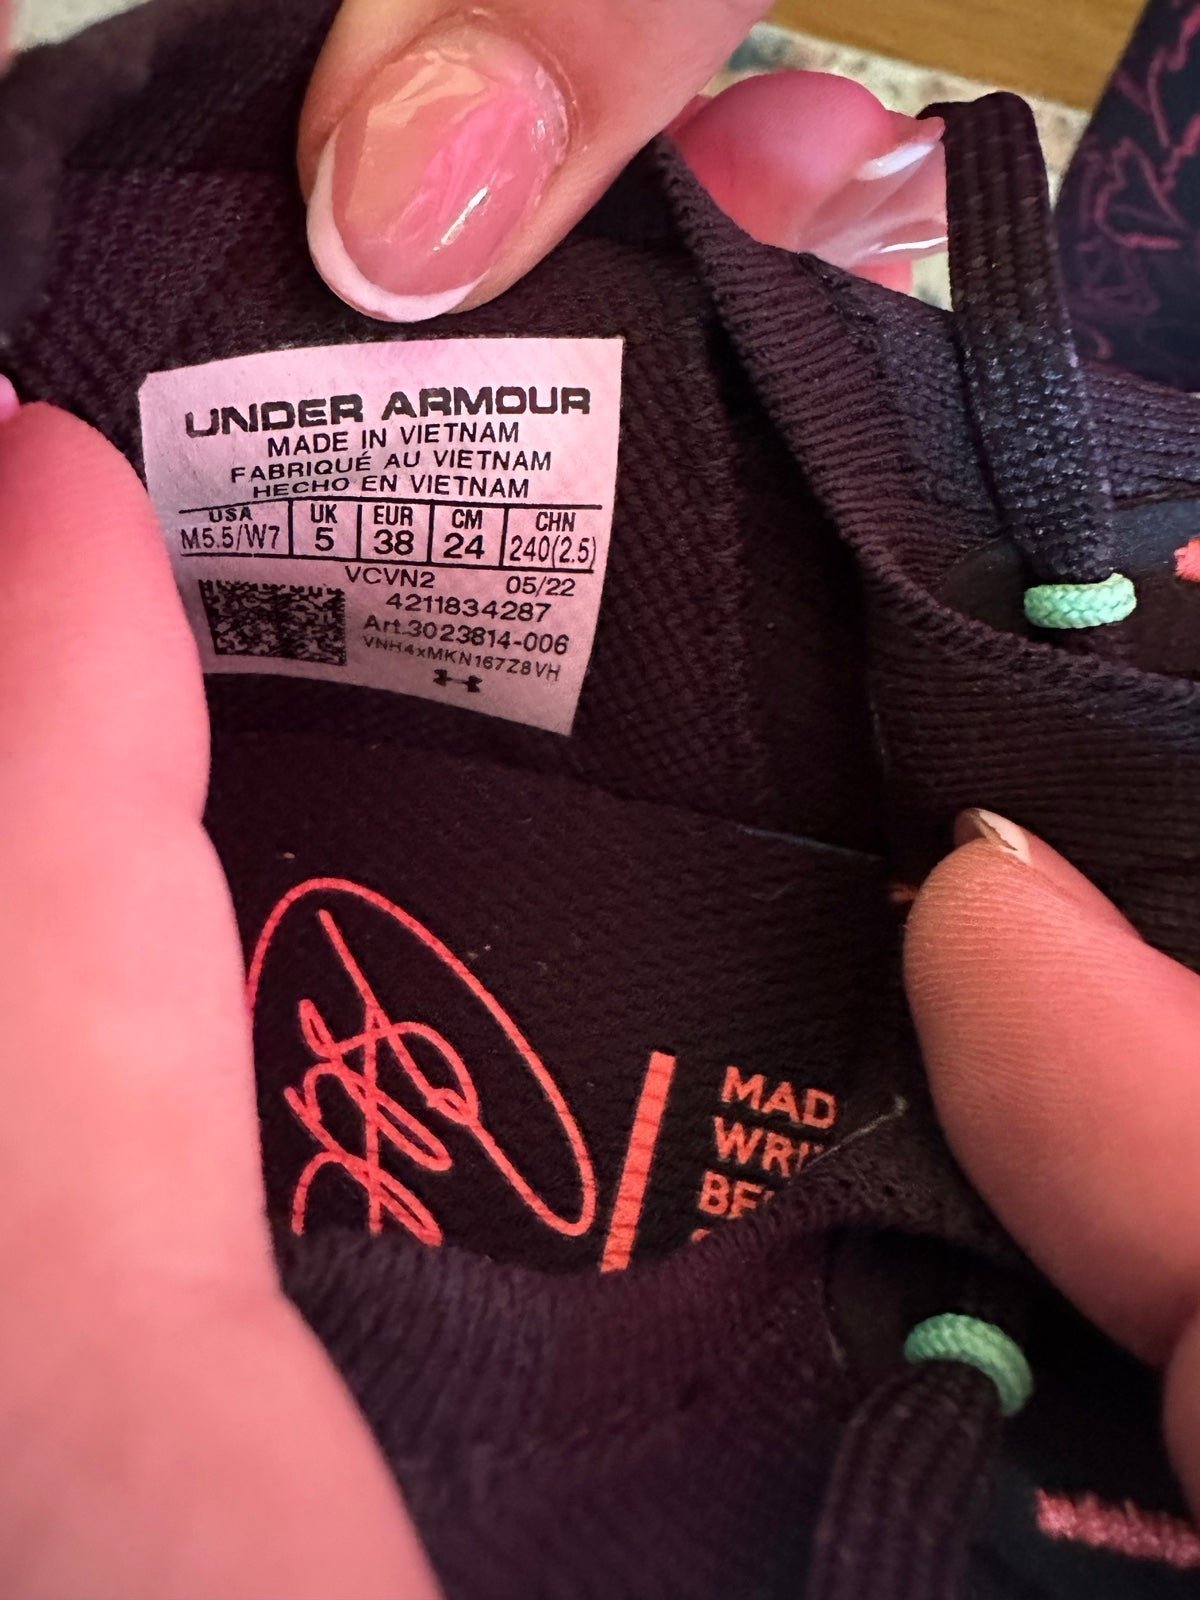 UNDER ARMOUR
MADE IN VIETNAM
FABRIQUÉ AU VIETNAM
HECHO EN VIETNAM
USA UK EUR CM CHN
M5.5/W7 5 38 24 240(2.5)
VCVN2 05/22
4211834287
Art.3023814-006
VNH4xMKN167Z8VH
MAD
WRI
BE